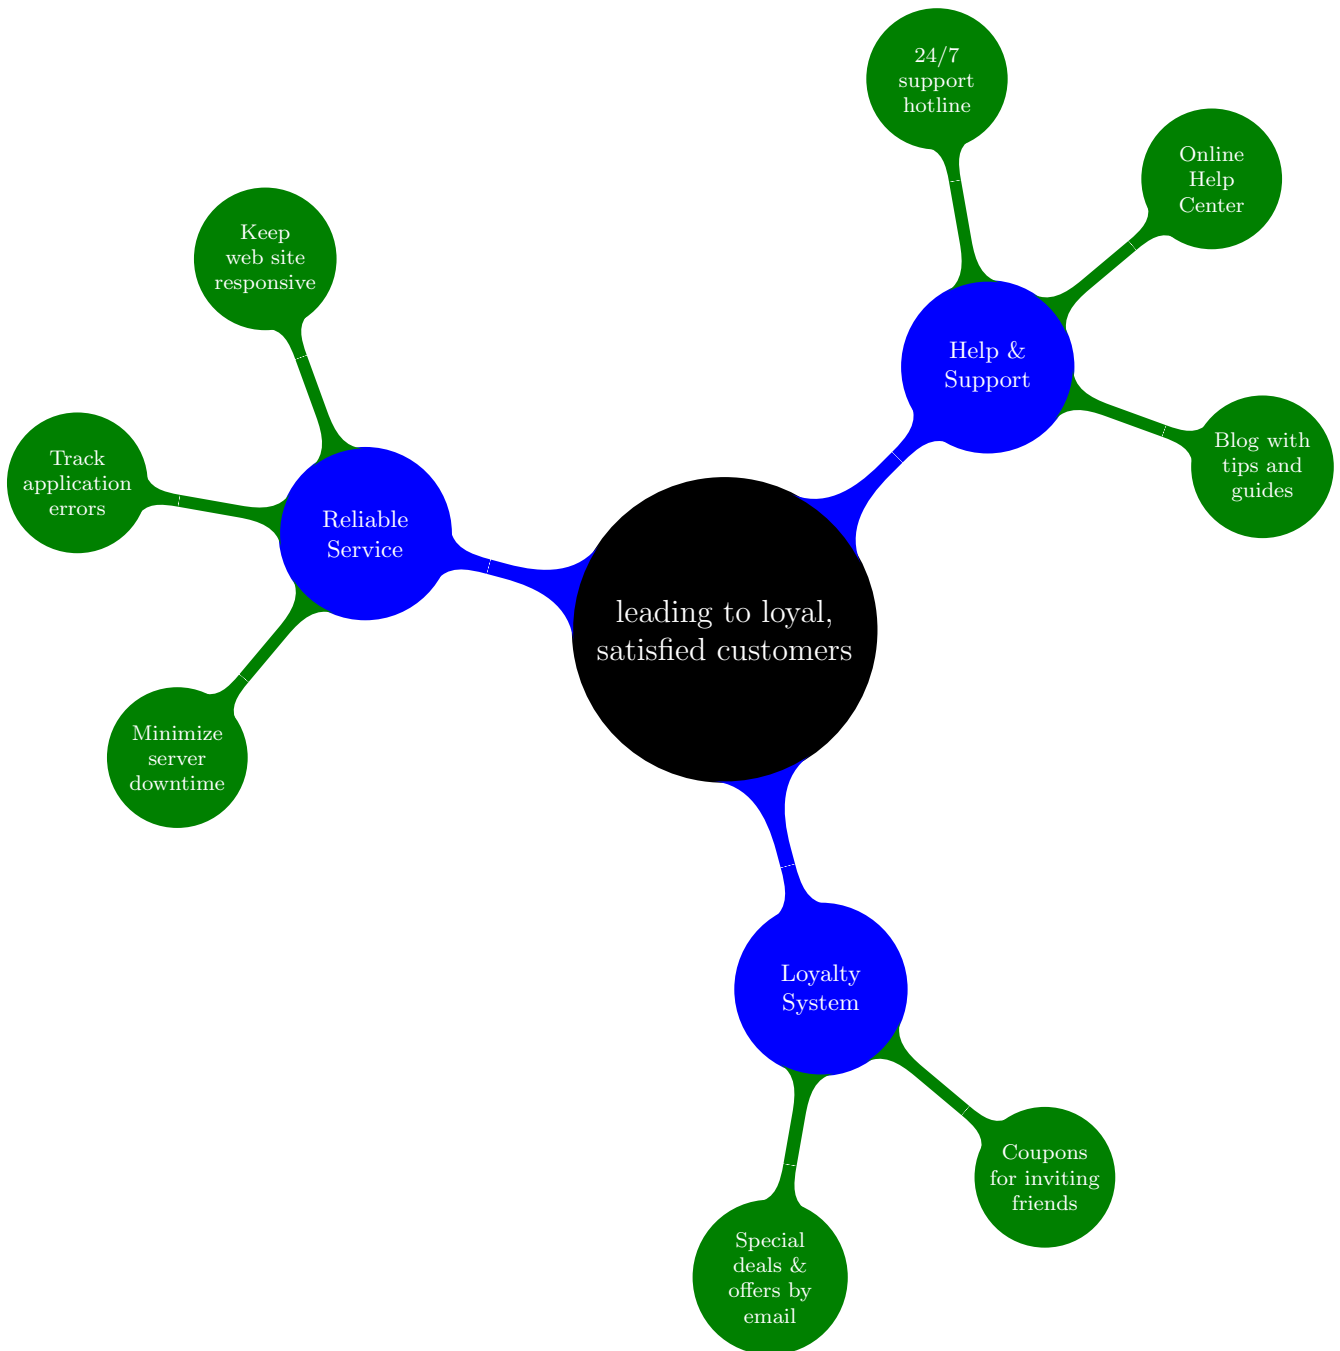 24/7
support
hotline
Online
Help
Center
Keep
web site
responsive
Help &
Support
Blog with
tips and
guides
Track
application
errors
Reliable
Service
leading to loyal,
satisfied customers
Minimize
server
downtime
Loyalty
System
Coupons
for inviting
friends
Special
deals &
offers by
email